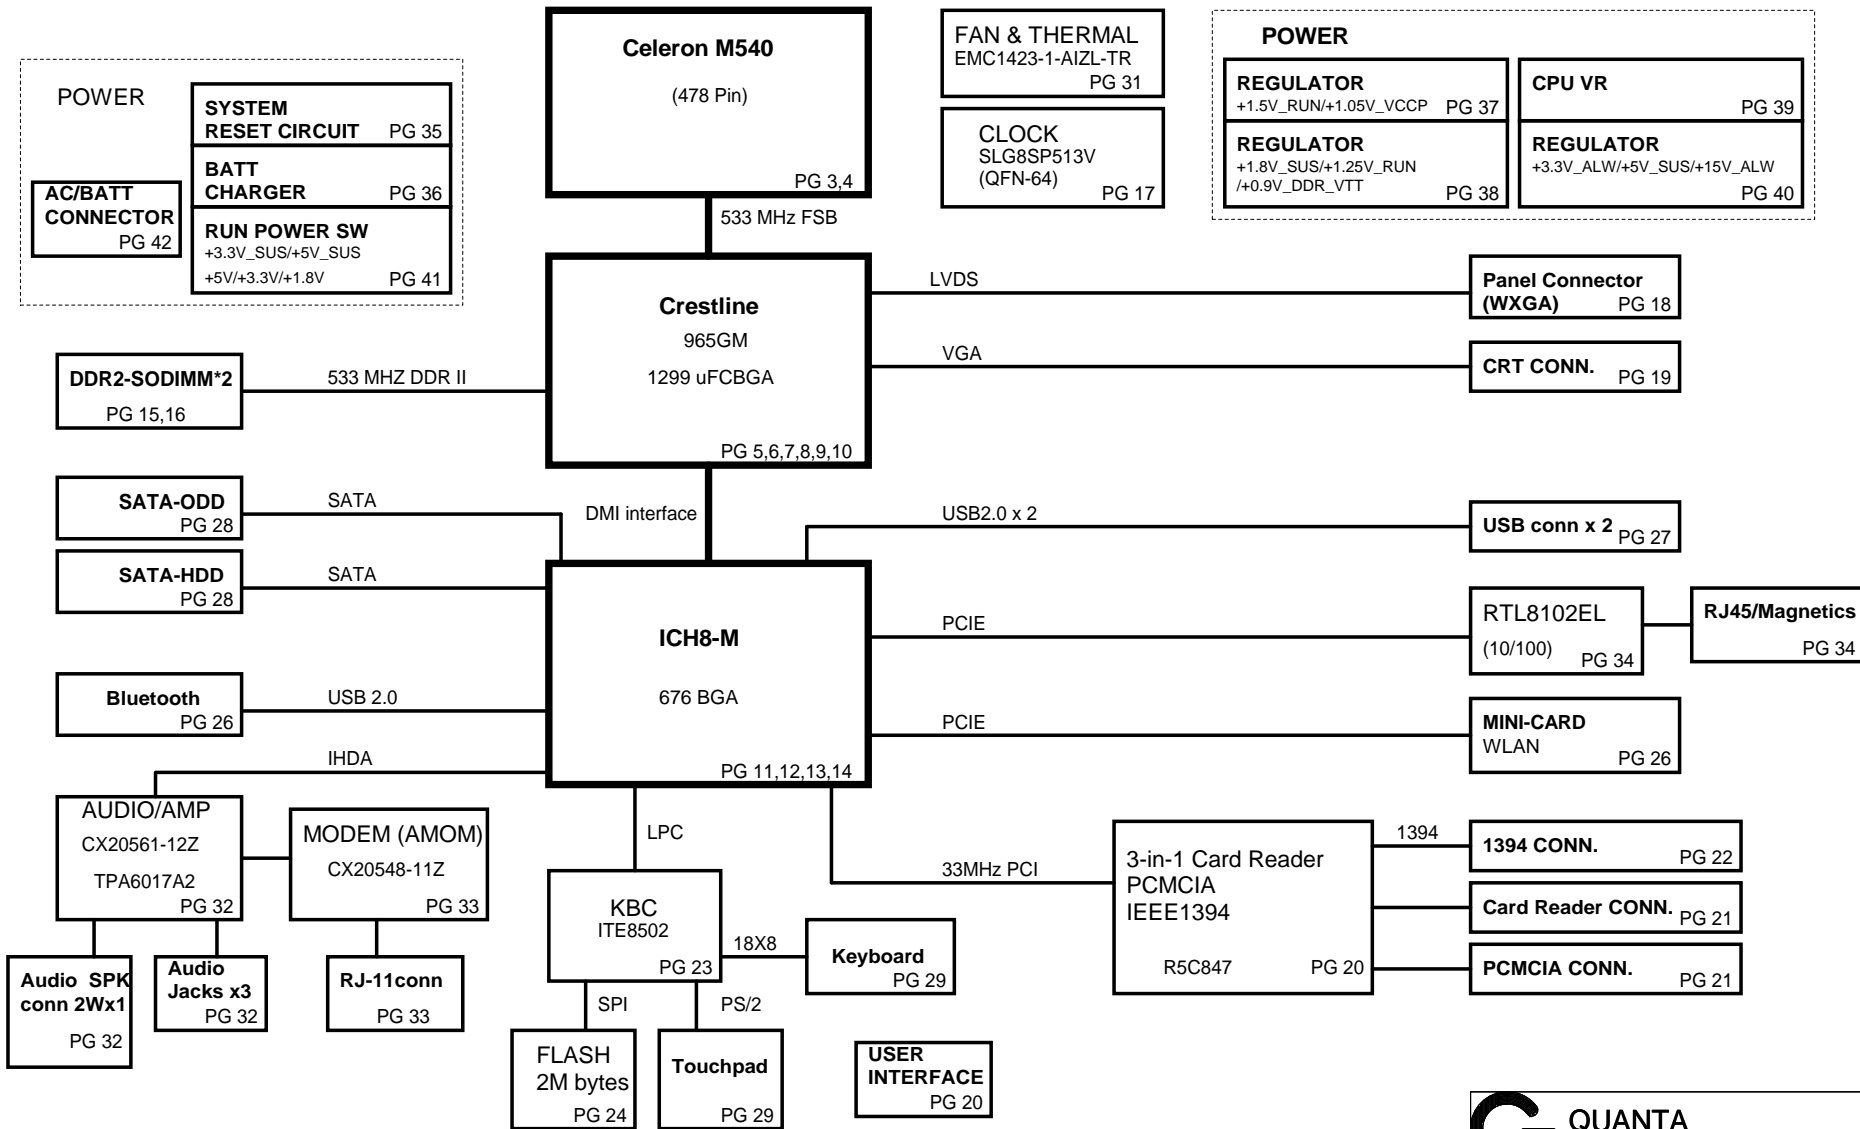 POWER
SYSTEM
RESET CIRCUIT PG 35
BATT
CHARGER PG 36
RUN POWER SW
+3.3V_SUS/+5V_SUS
+5V/+3.3V/+1.8V PG 41
AC/BATT
CONNECTOR
PG 42
Celeron M540
(478 Pin)
PG 3,4
533 MHz FSB
FAN & THERMAL
EMC1423-1-AIZL-TR
PG 31
CLOCK
SLG8SP513V
(QFN-64)
PG 17
POWER
REGULATOR
+1.5V_RUN/+1.05V_VCCP PG 37
CPU VR
PG 39
REGULATOR
+1.8V_SUS/+1.25V_RUN
/+0.9V_DDR_VTT
PG 38
REGULATOR
+3.3V_ALW/+5V_SUS/+15V_ALW
PG 40
Crestline
965GM
1299 uFCBGA
PG 5,6,7,8,9,10
LVDS
Panel Connector
(WXGA) PG 18
VGA
CRT CONN. PG 19
DDR2-SODIMM*2
PG 15,16
533 MHZ DDR II
SATA-ODD
PG 28
SATA
DMI interface
SATA-HDD
PG 28
SATA
USB2.0 x 2
USB conn x 2 PG 27
ICH8-M
676 BGA
PG 11,12,13,14
PCIE
RTL8102EL
(10/100) PG 34
RJ45/Magnetics
PG 34
Bluetooth
PG 26
USB 2.0
PCIE
MINI-CARD
WLAN
PG 26
IHDA
AUDIO/AMP
CX20561-12Z
TPA6017A2
PG 32
MODEM (AMOM)
CX20548-11Z
PG 33
LPC
33MHz PCI
3-in-1 Card Reader
PCMCIA
IEEE1394
R5C847 PG 20
1394
1394 CONN.
PG 22
Card Reader CONN. PG 21
PCMCIA CONN.
PG 21
KBC
ITE8502
PG 23
18X8
Keyboard
PG 29
Audio SPK
conn 2Wx1
PG 32
Audio
Jacks x3
PG 32
RJ-11conn
PG 33
SPI
PS/2
FLASH
2M bytes
PG 24
Touchpad
PG 29
USER
INTERFACE
PG 20
QUANTA